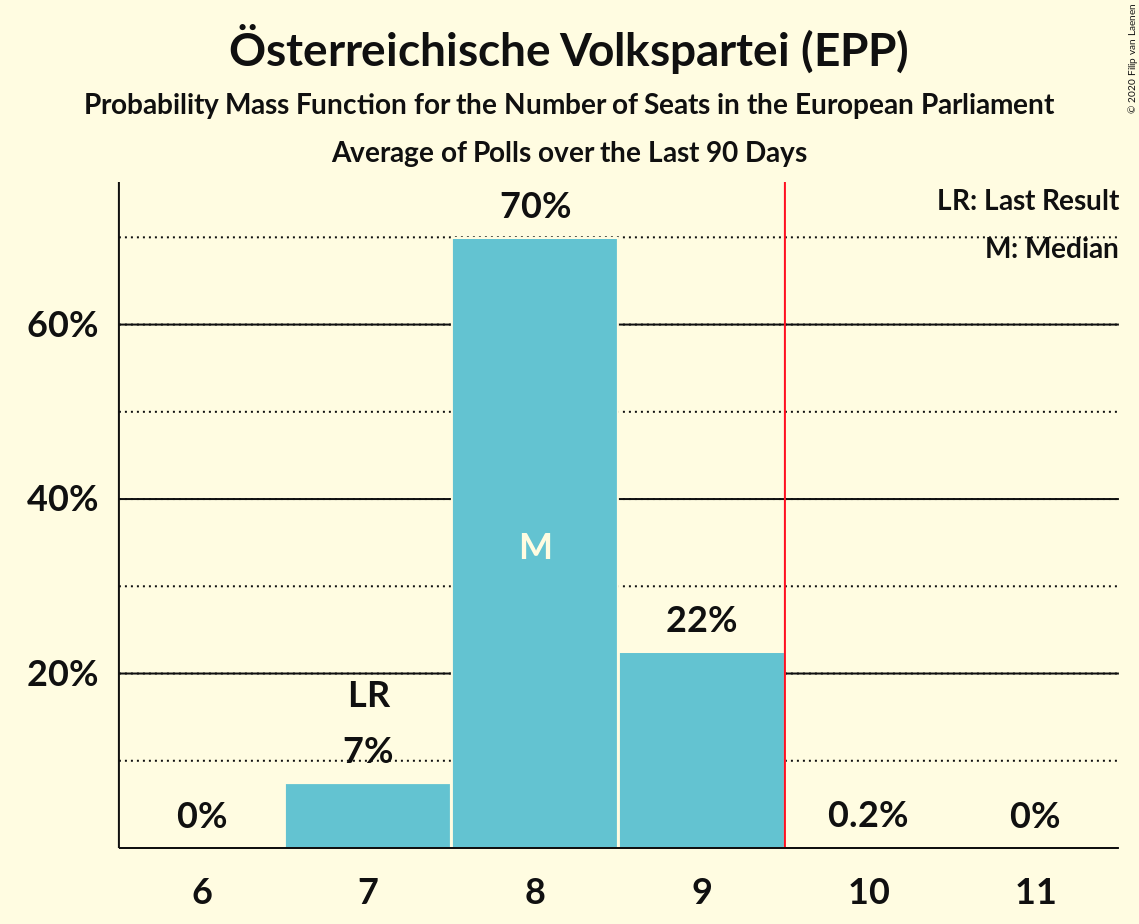 Österreichische Volkspartei (EPP)
Probability Mass Function for the Number of Seats in the European Parliament
Average of Polls over the Last 90 Days
© 2020 Filip van Laenen
LR: Last Result
M: Median
70%
60%
40%
M
22%
20%
LR
7%
0%
0.2%
0%
6 7 8 9 10 11